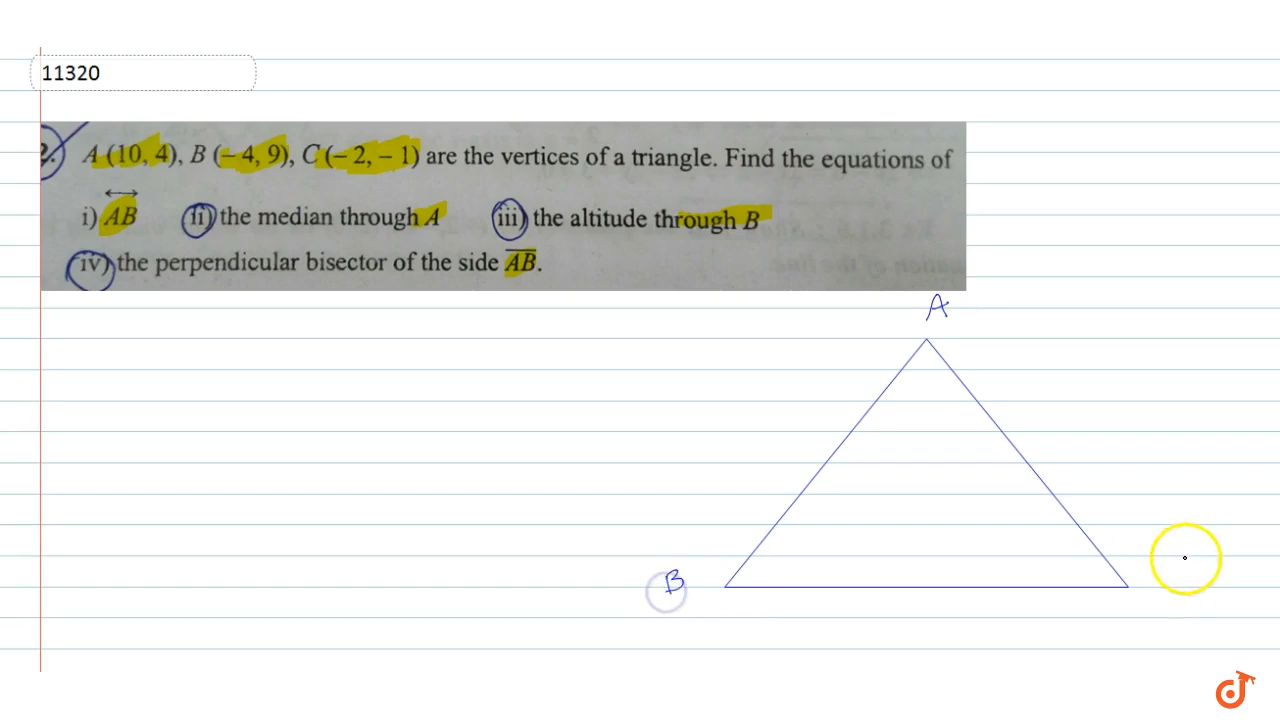 11320
A (10, 4), B (– 4, 9), C (– 2, – 1) are the vertices of a triangle. Find the equations of
i) AB ii) the median through A iii) the altitude through B
iv) the perpendicular bisector of the side AB.
A
B